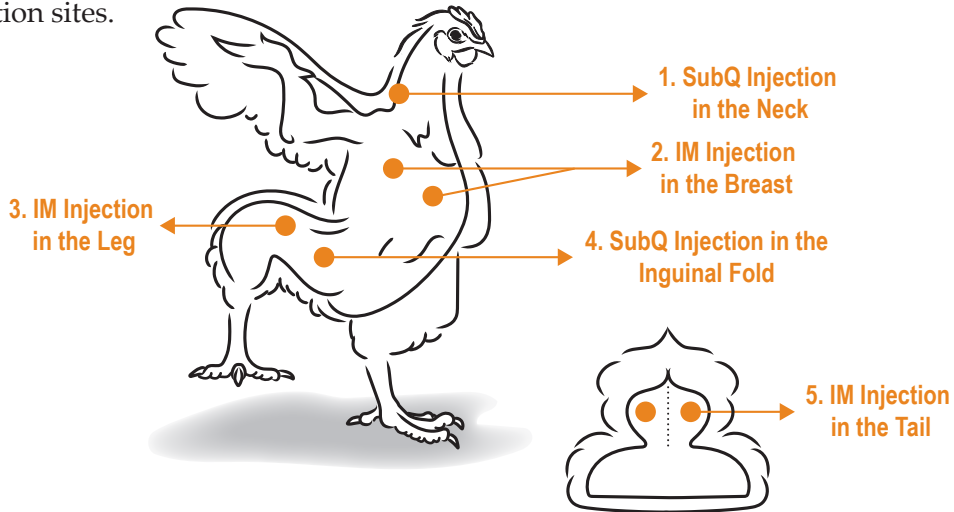 tion sites.
1. SubQ Injection
in the Neck
2. IM Injection
in the Breast
3. IM Injection
in the Leg
4. SubQ Injection in the
Inguinal Fold
5. IM Injection
in the Tail